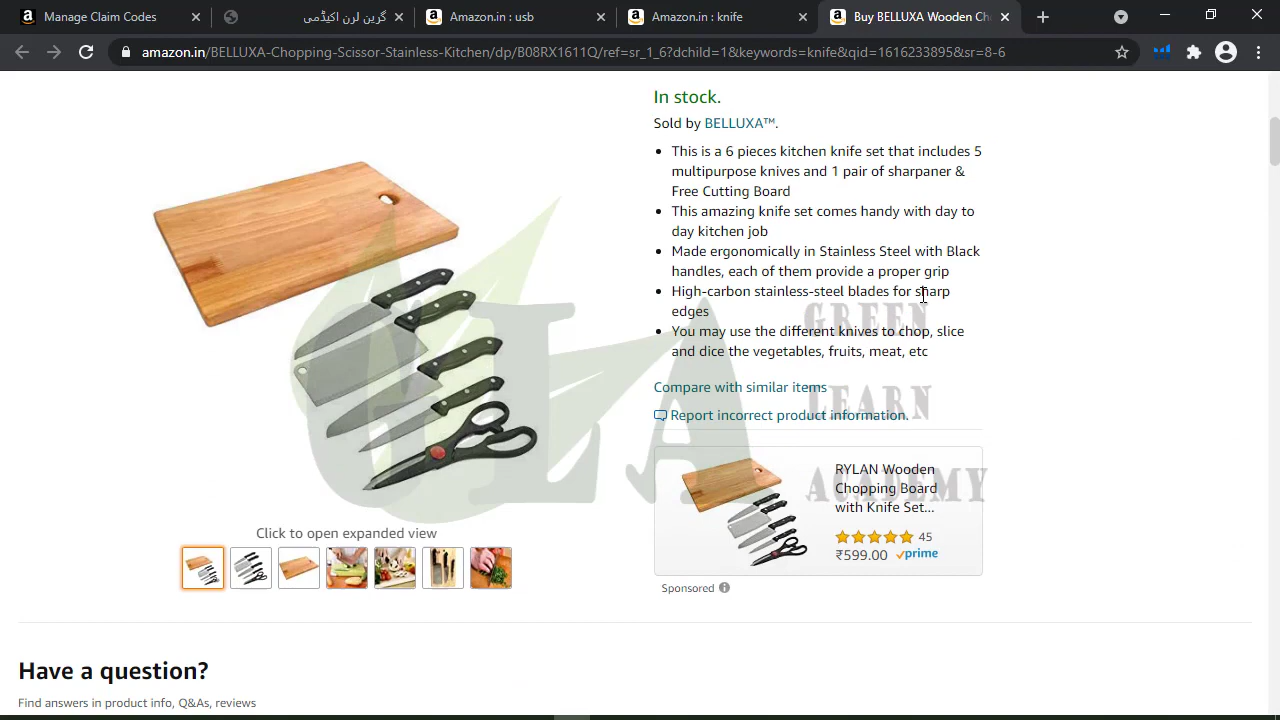 Manage Claim Codes
گرین لرن اکیڈمی
Amazon.in : usb
Amazon.in : knife
Buy BELLUXA Wooden Ch
amazon.in/BELLUXA-Chopping-Scissor-Stainless-Kitchen/dp/B08RX1611Q/ref=sr_1_6?dchild=1&keywords=knife&qid=1616233895&sr=8-6
In stock.
Sold by BELLUXA™.
• This is a 6 pieces kitchen knife set that includes 5
multipurpose knives and 1 pair of sharpaner &
Free Cutting Board
• This amazing knife set comes handy with day to
day kitchen job
• Made ergonomically in Stainless Steel with Black
handles, each of them provide a proper grip
• High-carbon stainless-steel blades for sharp
edges
• You may use the different knives to chop, slice
and dice the vegetables, fruits, meat, etc
Compare with similar items
Report incorrect product information.
GLA
GREEN
LEARN
ACADEMY
RYLAN Wooden
Chopping Board
with Knife Set...
45
₹599.00 prime
Sponsored
Click to open expanded view
Have a question?
Find answers in product info, Q&As, reviews